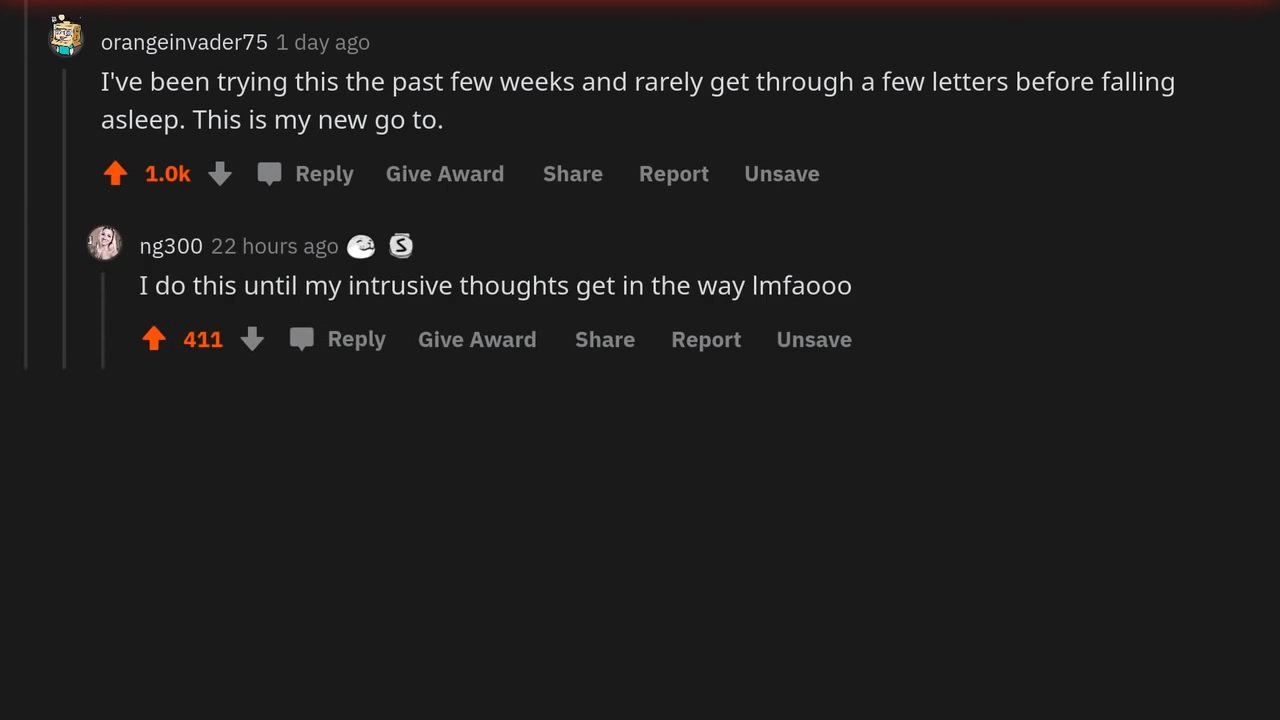 orangeinvader75 1 day ago
I've been trying this the past few weeks and rarely get through a few letters before falling
asleep. This is my new go to.
1.0k Reply Give Award Share Report Unsave
ng300 22 hours ago
I do this until my intrusive thoughts get in the way lmfaooo
411 Reply Give Award Share Report Unsave